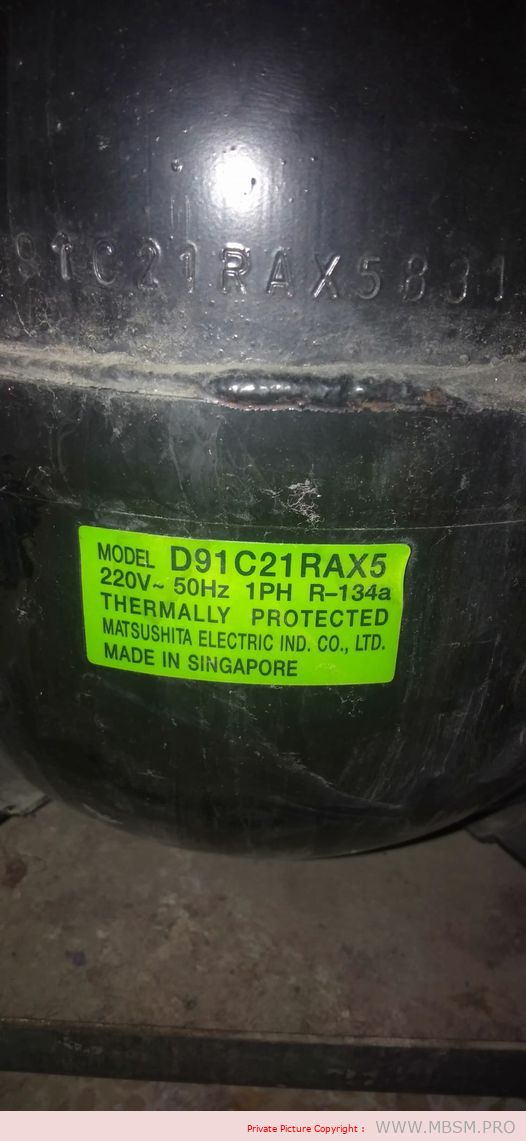 91C21RAX5831
MODEL D91C21RAX5
220V~ 50Hz 1PH R-134a
THERMALLY PROTECTED
MATSUSHITA ELECTRIC IND. CO., LTD.
MADE IN SINGAPORE
Private Picture Copyright : WWW.MBSM.PRO